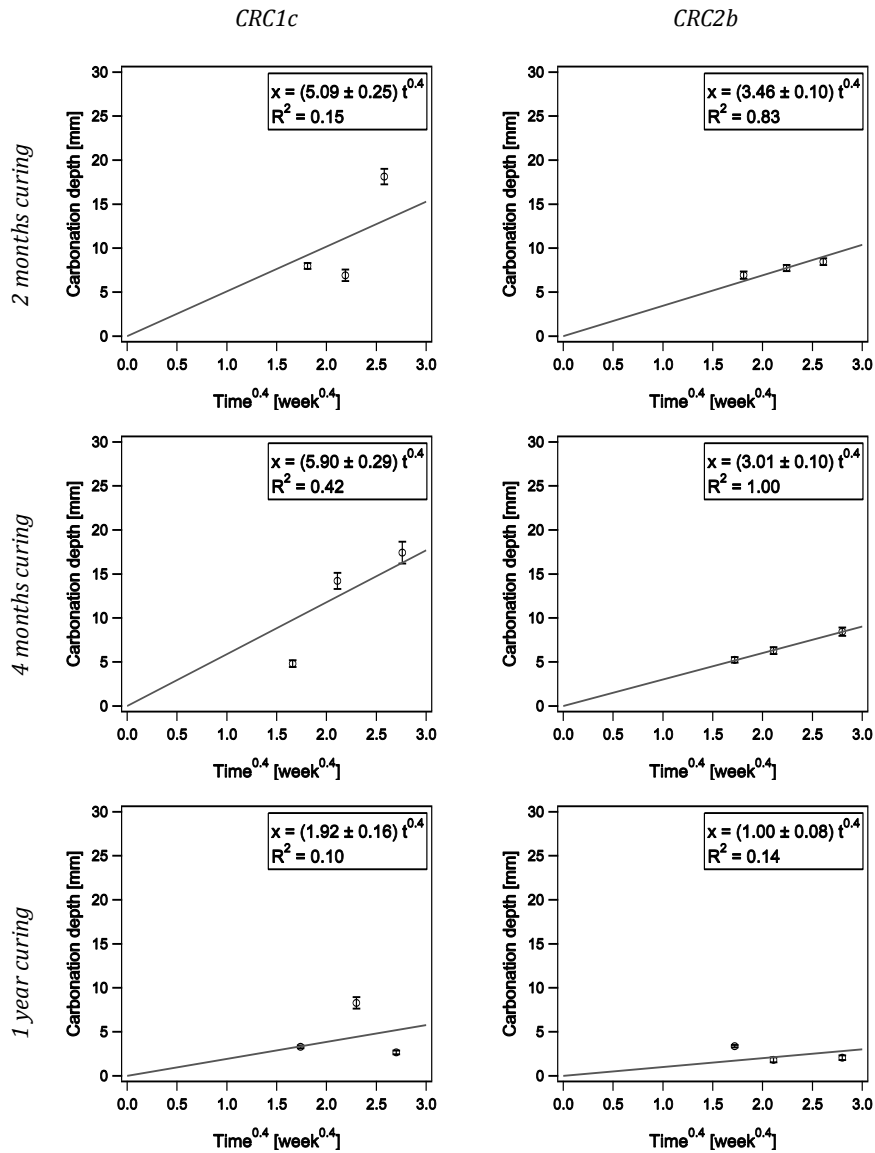 CRC1c
CRC2b
2 months curing
Carbonation depth [mm]
30
25
20
15
10
5
0
x = (5.09 ± 0.25) t^0.4
R^2 = 0.15
0.0 0.5 1.0 1.5 2.0 2.5 3.0
Time^0.4 [week^0.4]
Carbonation depth [mm]
30
25
20
15
10
5
0
x = (3.46 ± 0.10) t^0.4
R^2 = 0.83
0.0 0.5 1.0 1.5 2.0 2.5 3.0
Time^0.4 [week^0.4]
4 months curing
Carbonation depth [mm]
30
25
20
15
10
5
0
x = (5.90 ± 0.29) t^0.4
R^2 = 0.42
0.0 0.5 1.0 1.5 2.0 2.5 3.0
Time^0.4 [week^0.4]
Carbonation depth [mm]
30
25
20
15
10
5
0
x = (3.01 ± 0.10) t^0.4
R^2 = 1.00
0.0 0.5 1.0 1.5 2.0 2.5 3.0
Time^0.4 [week^0.4]
1 year curing
Carbonation depth [mm]
30
25
20
15
10
5
0
x = (1.92 ± 0.16) t^0.4
R^2 = 0.10
0.0 0.5 1.0 1.5 2.0 2.5 3.0
Time^0.4 [week^0.4]
Carbonation depth [mm]
30
25
20
15
10
5
0
x = (1.00 ± 0.08) t^0.4
R^2 = 0.14
0.0 0.5 1.0 1.5 2.0 2.5 3.0
Time^0.4 [week^0.4]